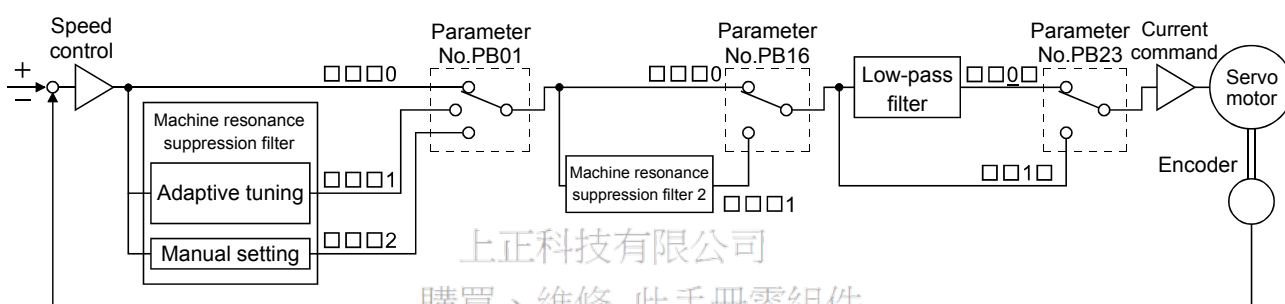 Speed
control
+
−
□□□0
Machine resonance
suppression filter
Adaptive tuning
□□□1
Manual setting
□□□2
Parameter
No.PB01
□□□0
Machine resonance
suppression filter 2
□□□1
Parameter
No.PB16
Low-pass
filter
□□0□
□□1□
Parameter
No.PB23
Current
command
Servo
motor
Encoder
上正科技有限公司
購買、維修 此手冊零組件